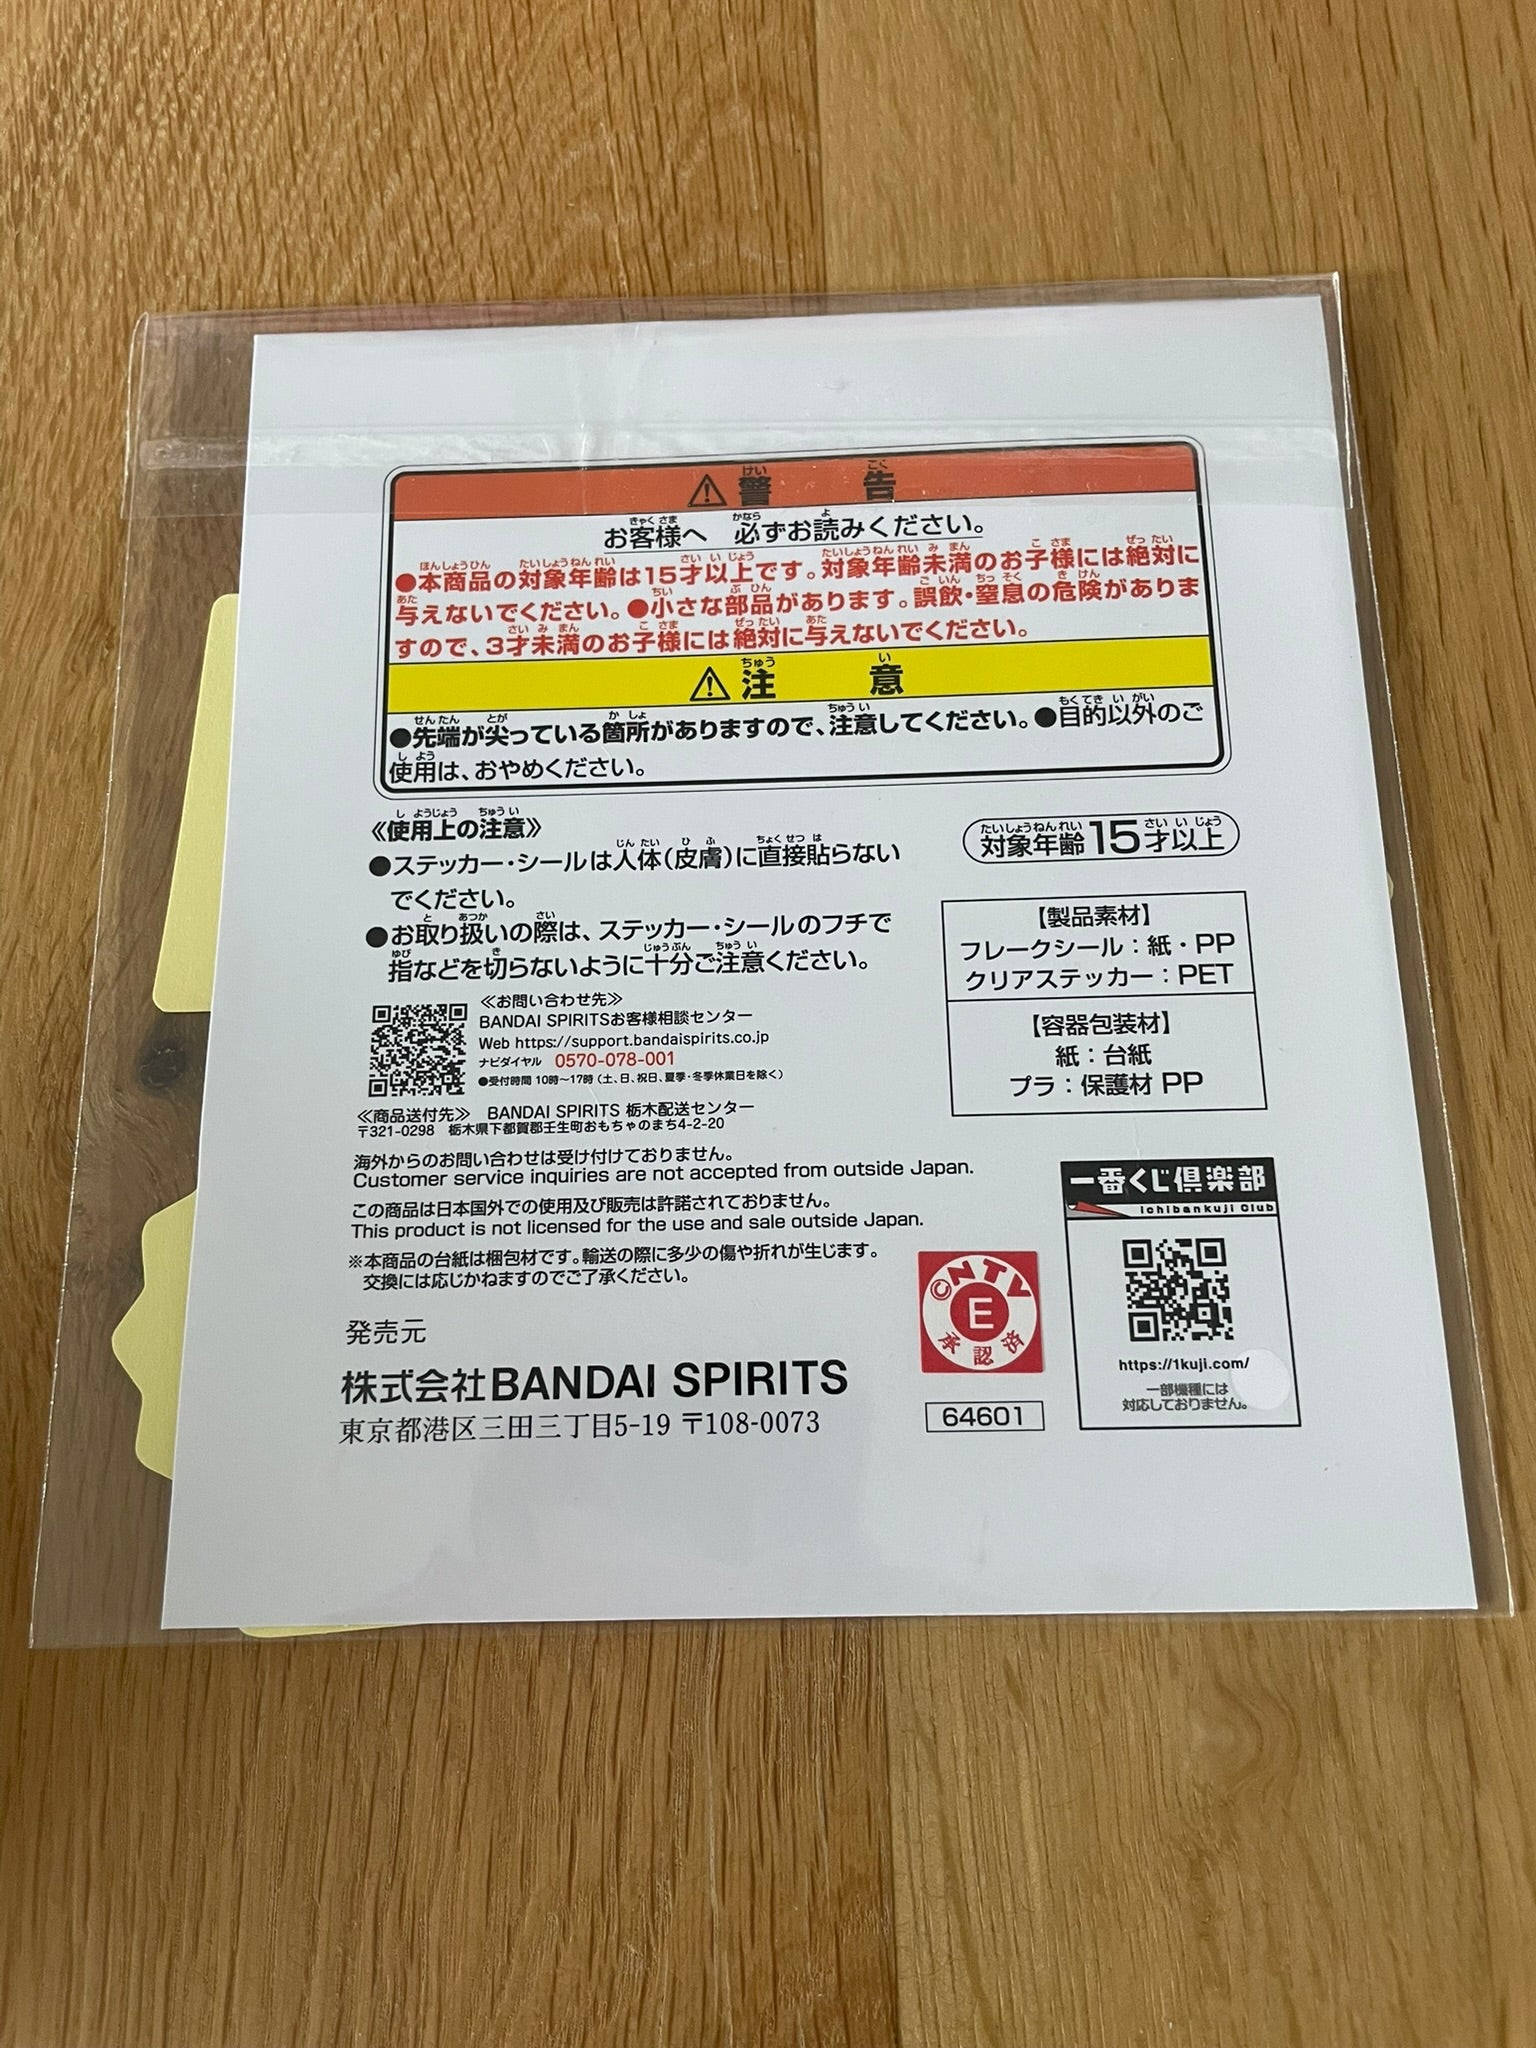 ⚠警告
お客様へ 必ずお読みください。
●本商品の対象年齢は15才以上です。対象年齢未満のお子様には絶対に
与えないでください。●小さな部品があります。誤飲・窒息の危険がありま
すので、3才未満のお子様には絶対に与えないでください。
⚠注意
●先端が尖っている箇所がありますので、注意してください。●目的以外のご
使用は、おやめください。
《使用上の注意》
●ステッカー・シールは人体(皮膚)に直接貼らない
でください。
●お取り扱いの際は、ステッカー・シールのフチで
指などを切らないように十分ご注意ください。
対象年齢15才以上
【製品素材】
フレークシール:紙・PP
クリアステッカー:PET
【容器包装材】
紙:台紙
プラ:保護材 PP
≪お問い合わせ先≫
BANDAI SPIRITSお客様相談センター
Web https://support.bandaispirits.co.jp
ナビダイヤル 0570-078-001
●受付時間 10時〜17時(土、日、祝日、夏季・冬季休業日を除く)
≪商品送付先≫ BANDAI SPIRITS 栃木配送センター
〒321-0298 栃木県下都賀郡壬生町おもちゃのまち4-2-20
海外からのお問い合わせは受け付けておりません。
Customer service inquiries are not accepted from outside Japan.
この商品は日本国外での使用及び販売は許諾されておりません。
This product is not licensed for the use and sale outside Japan.
※本商品の台紙は梱包材です。輸送の際に多少の傷や折れが生じます。
交換には応じかねますのでご了承ください。
発売元
株式会社BANDAI SPIRITS
東京都港区三田三丁目5-19 〒108-0073
©NTV
E
承認済
64601
一番くじ倶楽部
Ichibankuji Club
https://1kuji.com/
一部機種には
対応しておりません。